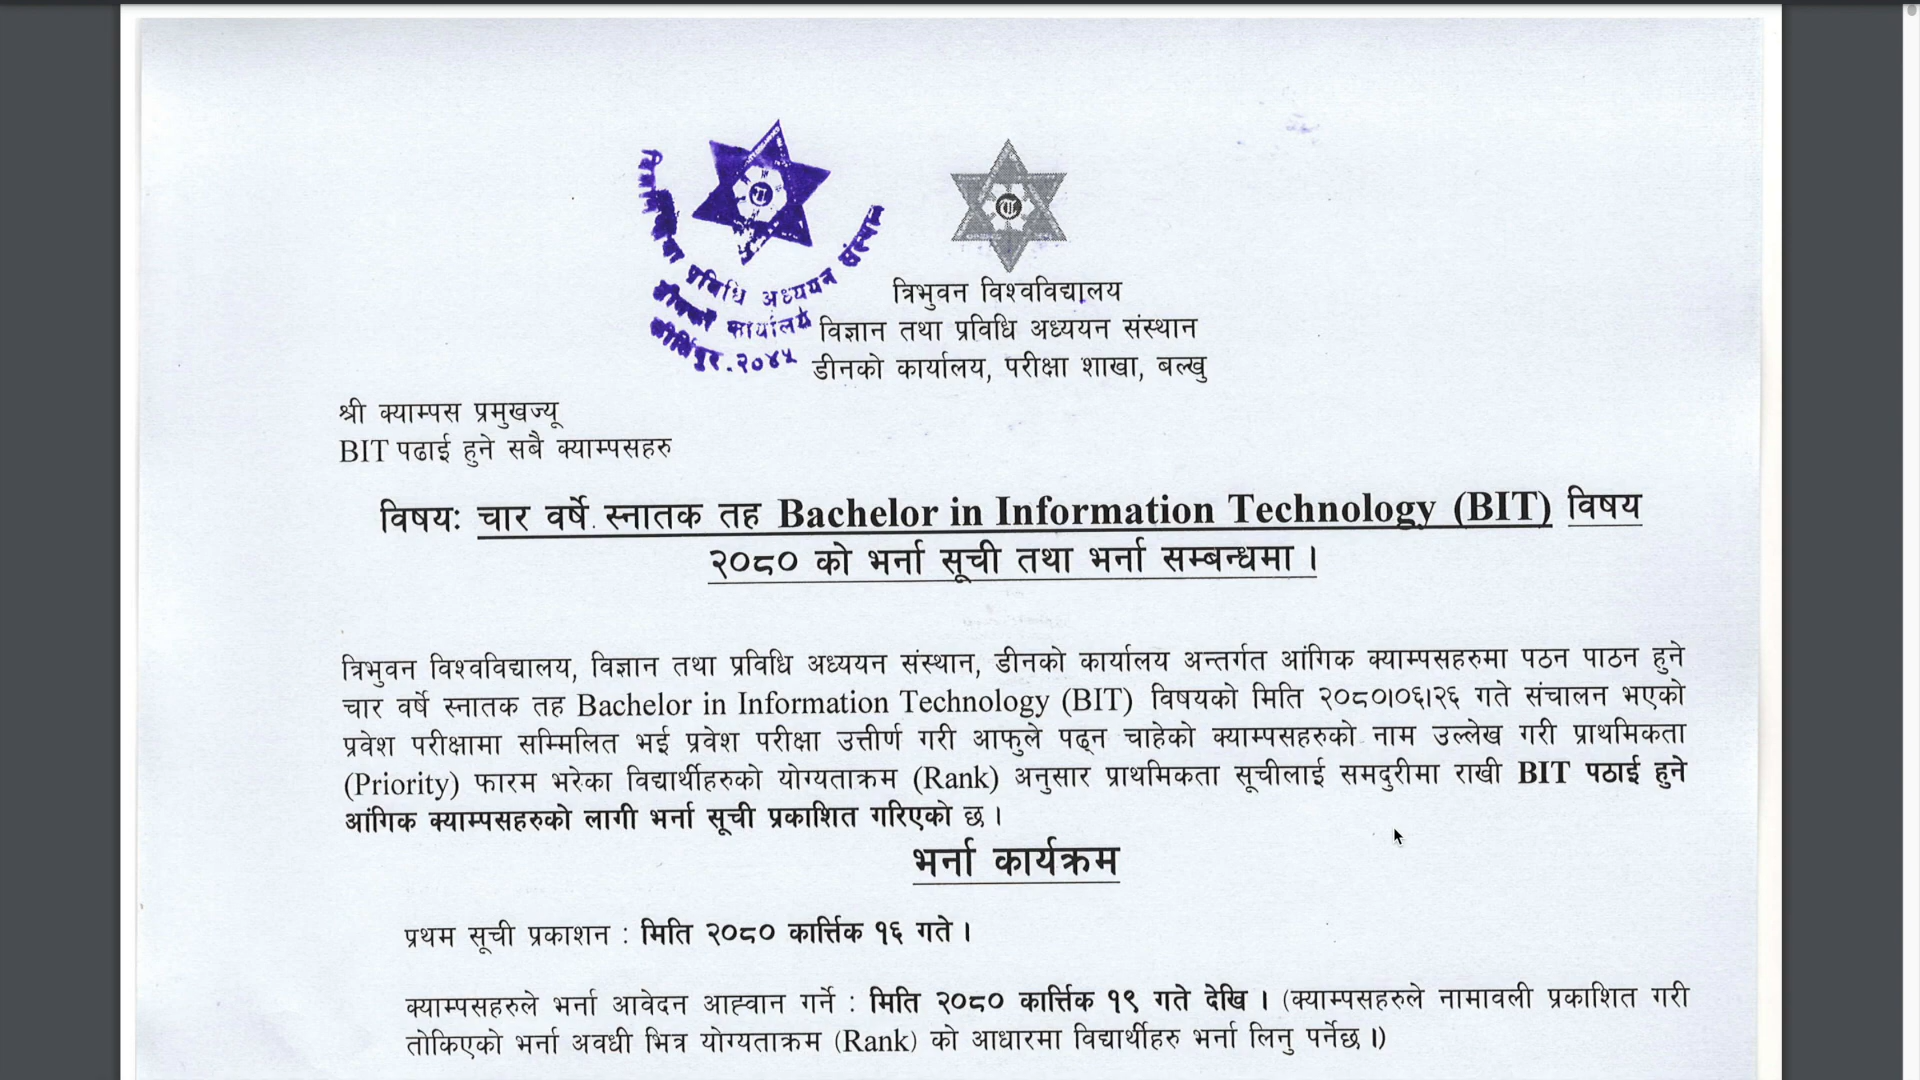 प्रविधि अध्ययन संस्थान
कार्यालय
कीर्तिपुर. २०४५
त्रिभुवन विश्वविद्यालय
विज्ञान तथा प्रविधि अध्ययन संस्थान
डीनको कार्यालय, परीक्षा शाखा, बल्खु
श्री क्याम्पस प्रमुखज्यू
BIT पढाई हुने सबै क्याम्पसहरु
विषय: चार वर्षे स्नातक तह Bachelor in Information Technology (BIT) विषय
२०८० को भर्ना सूची तथा भर्ना सम्बन्धमा ।
त्रिभुवन विश्वविद्यालय, विज्ञान तथा प्रविधि अध्ययन संस्थान, डीनको कार्यालय अन्तर्गत आंगिक क्याम्पसहरुमा पठन पाठन हुने
चार वर्षे स्नातक तह Bachelor in Information Technology (BIT) विषयको मिति २०८०।०६।२६ गते संचालन भएको
प्रवेश परीक्षामा सम्मिलित भई प्रवेश परीक्षा उत्तीर्ण गरी आफुले पढ्न चाहेको क्याम्पसहरुको नाम उल्लेख गरी प्राथमिकता
(Priority) फारम भरेका विद्यार्थीहरुको योग्यताक्रम (Rank) अनुसार प्राथमिकता सूचीलाई समदुरीमा राखी BIT पठाई हुने
आंगिक क्याम्पसहरुको लागी भर्ना सूची प्रकाशित गरिएको छ ।
भर्ना कार्यक्रम
प्रथम सूची प्रकाशन : मिति २०८० कार्त्तिक १६ गते ।
क्याम्पसहरुले भर्ना आवेदन आह्वान गर्ने : मिति २०८० कार्त्तिक १९ गते देखि । (क्याम्पसहरुले नामावली प्रकाशित गरी
तोकिएको भर्ना अवधी भित्र योग्यताक्रम (Rank) को आधारमा विद्यार्थीहरु भर्ना लिनु पर्नेछ ।)